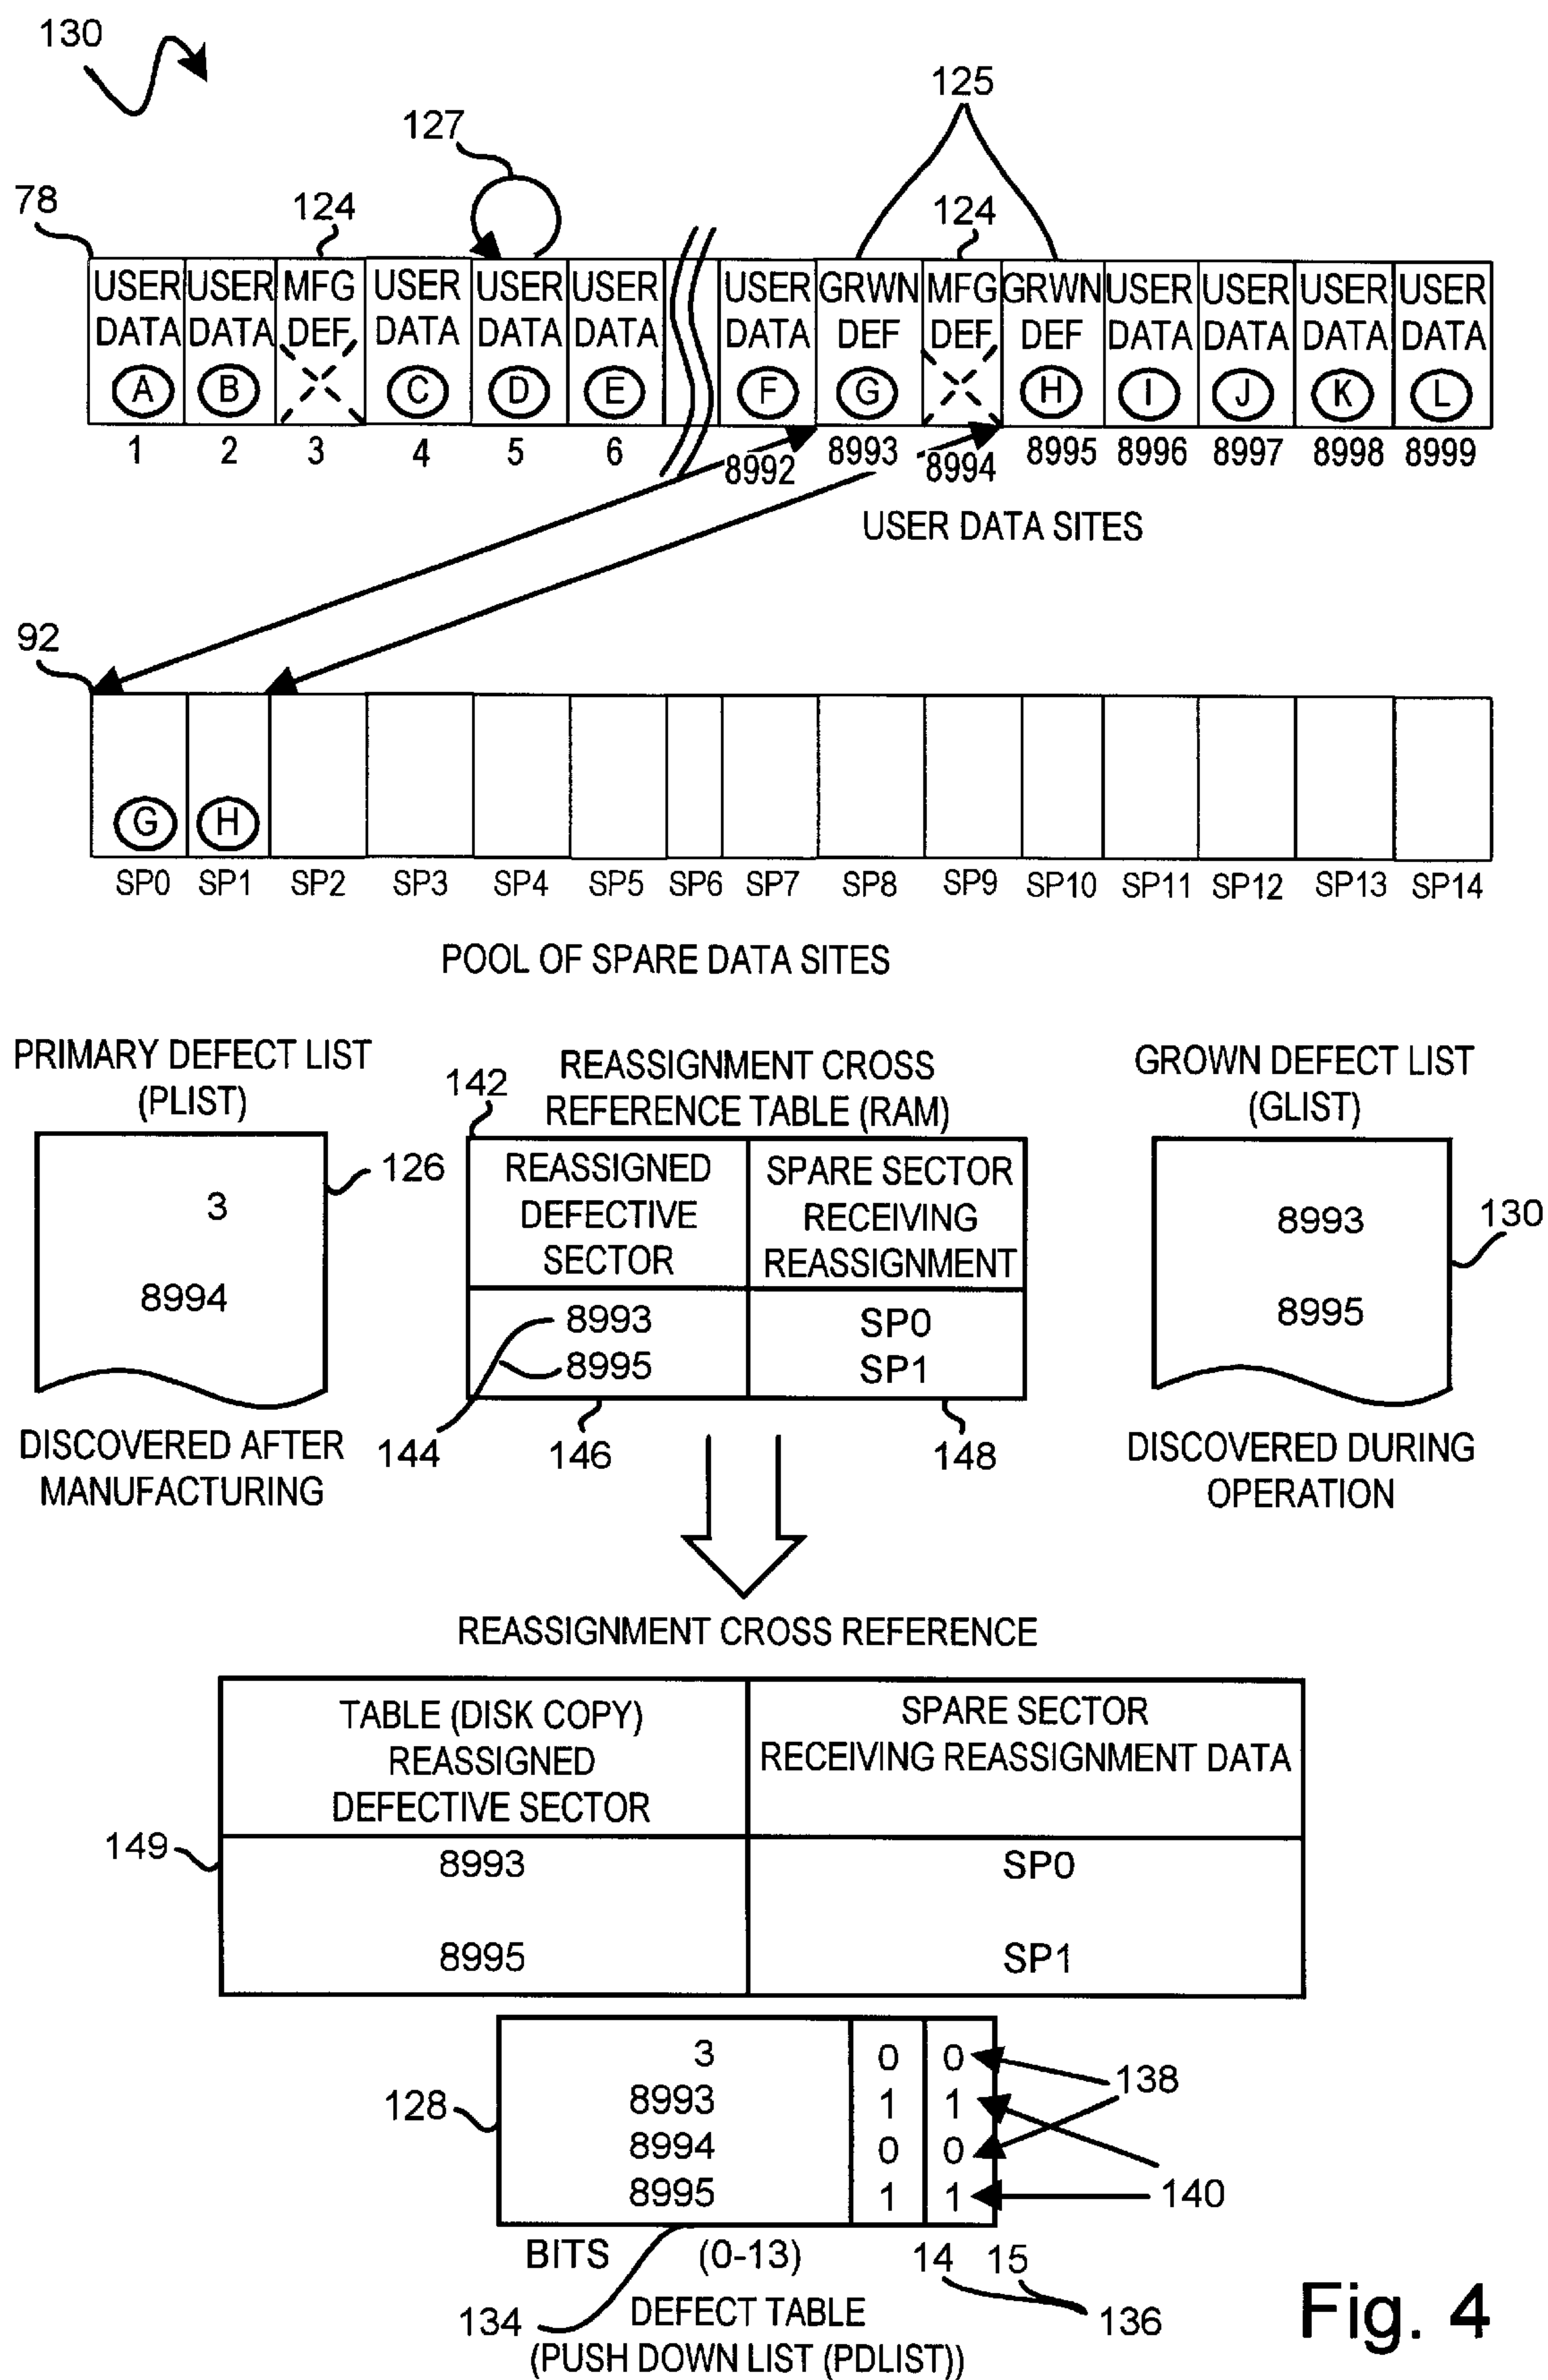 130
125
127
78
124
124
USER USER MFG USER USER USER USER GRWN MFG GRWN USER USER USER USER
DATA DATA DEF DATA DATA DATA DATA DEF DEF DEF DATA DATA DATA DATA
A B C D E F G H I J K L
1 2 3 4 5 6 8992 8993 8994 8995 8996 8997 8998 8999
USER DATA SITES
92
G H
SP0 SP1 SP2 SP3 SP4 SP5 SP6 SP7 SP8 SP9 SP10 SP11 SP12 SP13 SP14
POOL OF SPARE DATA SITES
PRIMARY DEFECT LIST
(PLIST)
126
3
8994
DISCOVERED AFTER
MANUFACTURING
REASSIGNMENT CROSS
REFERENCE TABLE (RAM)
142
REASSIGNED
DEFECTIVE
SECTOR
SPARE SECTOR
RECEIVING
REASSIGNMENT
8993 SP0
8995 SP1
144
146
148
GROWN DEFECT LIST
(GLIST)
8993
8995
130
DISCOVERED DURING
OPERATION
REASSIGNMENT CROSS REFERENCE
TABLE (DISK COPY)
REASSIGNED
DEFECTIVE SECTOR
SPARE SECTOR
RECEIVING REASSIGNMENT DATA
149
8993 SP0
8995 SP1
128
3 0 0
8993 1 1
8994 0 0
8995 1 1
138
140
BITS (0-13) 14 15
134
136
DEFECT TABLE
(PUSH DOWN LIST (PDLIST))
Fig. 4